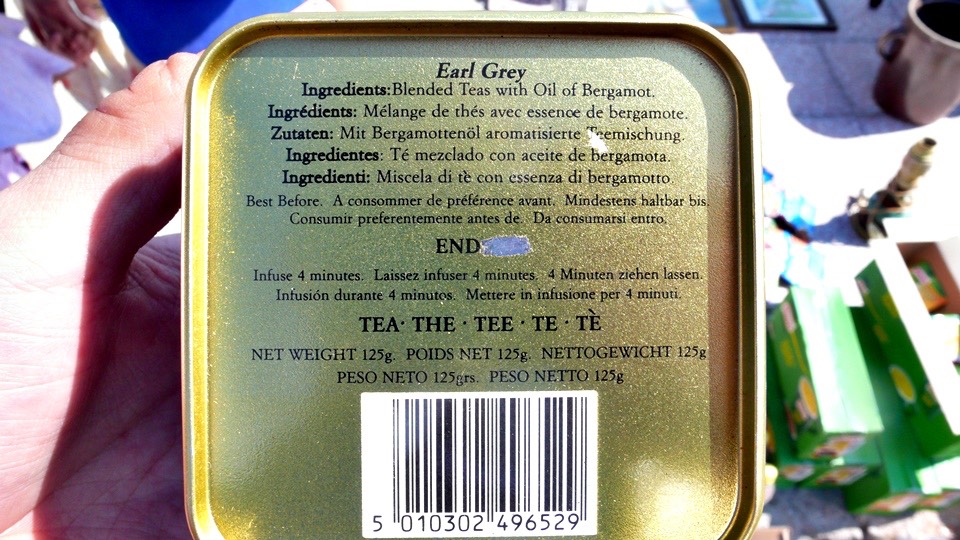 Earl Grey
Ingredients:Blended Teas with Oil of Bergamot.
Ingrédients: Mélange de thés avec essence de bergamote.
Zutaten: Mit Bergamottenöl aromatisierte Teemischung.
Ingredientes: Té mezclado con aceite de bergamota.
Ingredienti: Miscela di tè con essenza di bergamotto.
Best Before. A consommer de préférence avant. Mindestens haltbar bis.
Consumir preferentemente antes de. Da consumarsi entro.
END
Infuse 4 minutes. Laissez infuser 4 minutes. 4 Minuten ziehen lassen.
Infusión durante 4 minutos. Mettere in infusione per 4 minuti.
TEA· THE · TEE · TE · TÈ
NET WEIGHT 125g. POIDS NET 125g. NETTOGEWICHT 125g
PESO NETO 125grs. PESO NETTO 125g
5 010302 496529